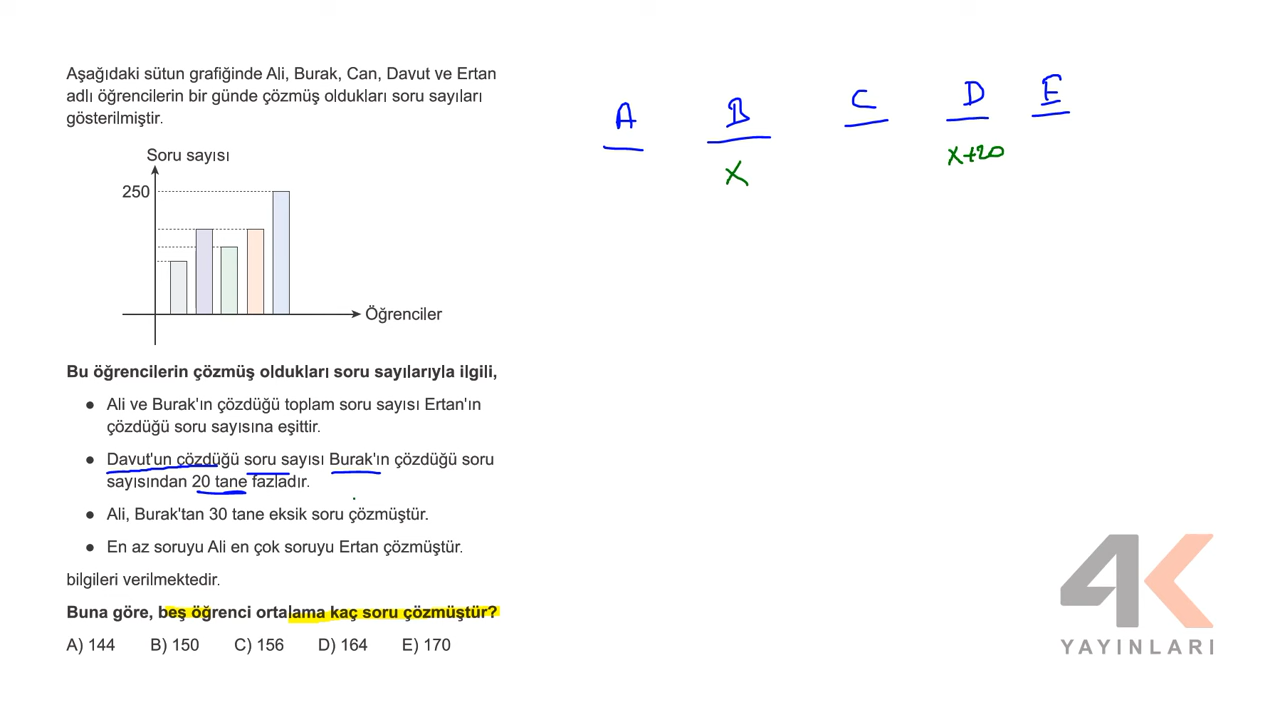 Aşağıdaki sütun grafiğinde Ali, Burak, Can, Davut ve Ertan
adlı öğrencilerin bir günde çözmüş oldukları soru sayıları
gösterilmiştir.
Soru sayısı
250
Öğrenciler
Bu öğrencilerin çözmüş oldukları soru sayılarıyla ilgili,
● Ali ve Burak'ın çözdüğü toplam soru sayısı Ertan'ın
çözdüğü soru sayısına eşittir.
● Davut'un çözdüğü soru sayısı Burak'ın çözdüğü soru
sayısından 20 tane fazladır.
● Ali, Burak'tan 30 tane eksik soru çözmüştür.
● En az soruyu Ali en çok soruyu Ertan çözmüştür.
bilgileri verilmektedir.
Buna göre, beş öğrenci ortalama kaç soru çözmüştür?
A) 144 B) 150 C) 156 D) 164 E) 170
A B C D E
x x+20
4K
YAYINLARI